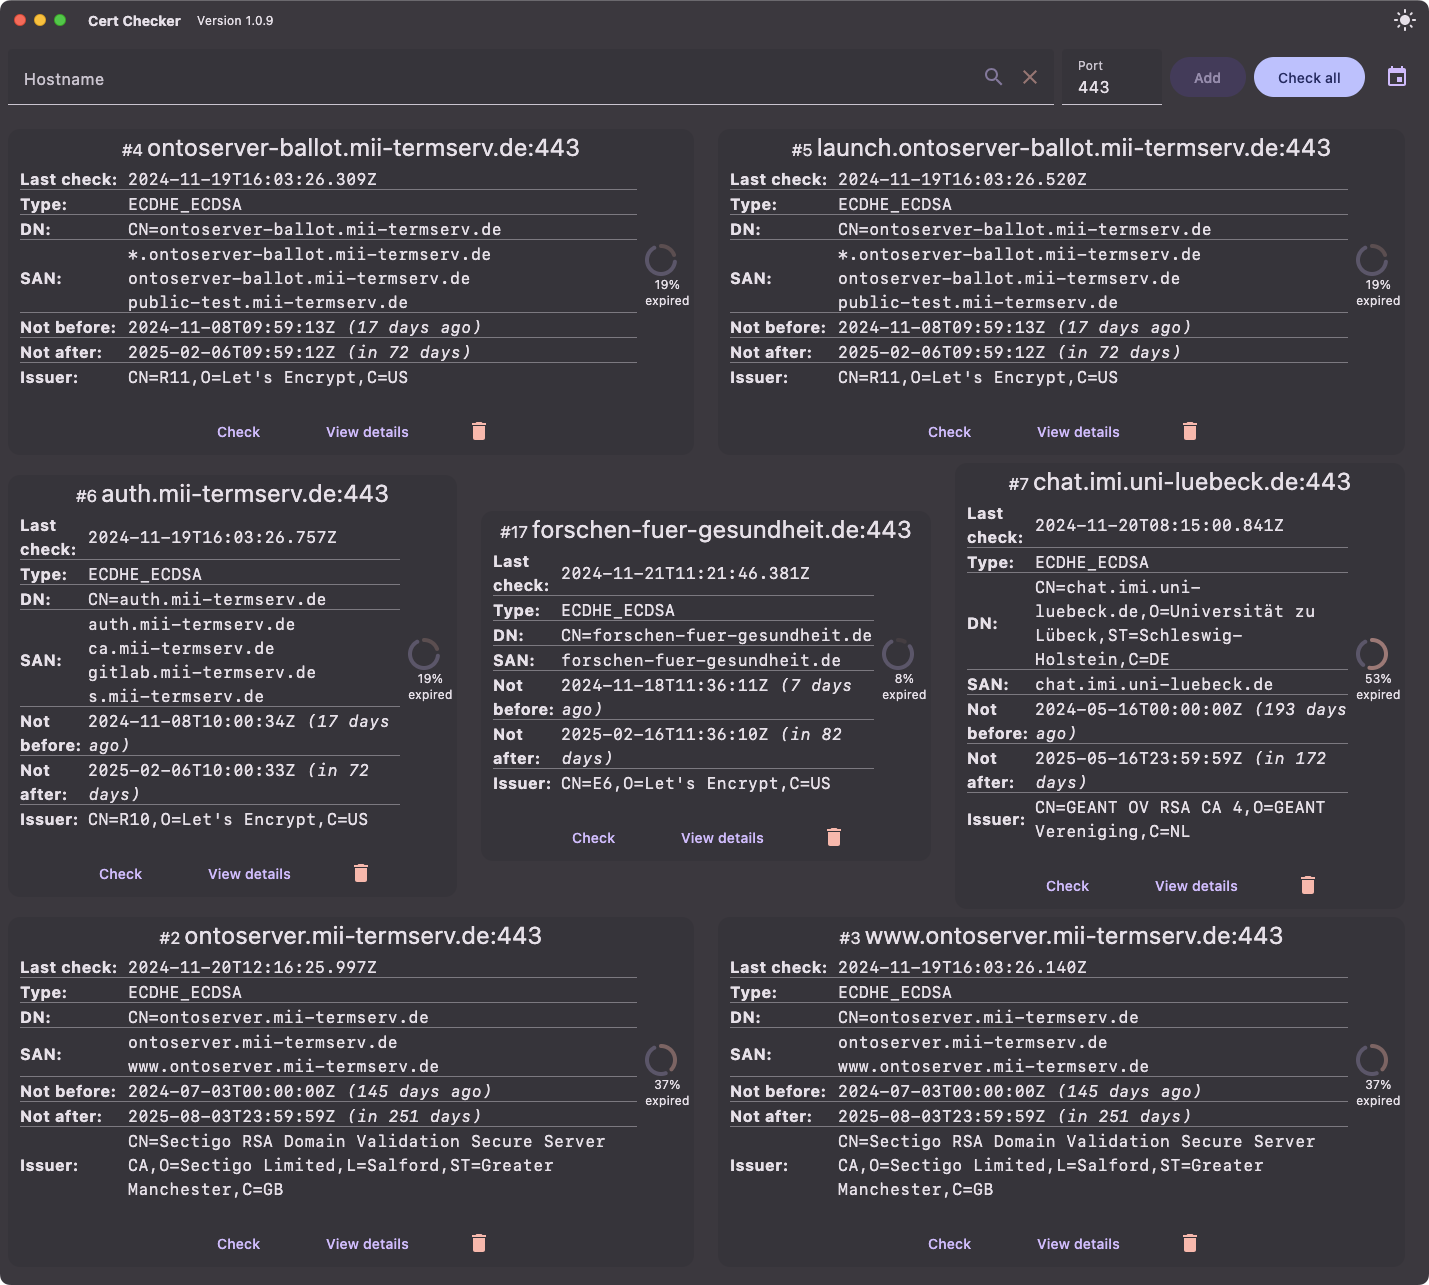 Cert Checker Version 1.0.9
Hostname
Port
443
Add
Check all
#4 ontoserver-ballot.mii-termserv.de:443
Last check: 2024-11-19T16:03:26.309Z
Type: ECDHE_ECDSA
DN: CN=ontoserver-ballot.mii-termserv.de
SAN:
*.ontoserver-ballot.mii-termserv.de
ontoserver-ballot.mii-termserv.de
public-test.mii-termserv.de
Not before: 2024-11-08T09:59:13Z (17 days ago)
Not after: 2025-02-06T09:59:12Z (in 72 days)
Issuer: CN=R11,O=Let's Encrypt,C=US
19%
expired
Check View details
#5 launch.ontoserver-ballot.mii-termserv.de:443
Last check: 2024-11-19T16:03:26.520Z
Type: ECDHE_ECDSA
DN: CN=ontoserver-ballot.mii-termserv.de
SAN:
*.ontoserver-ballot.mii-termserv.de
ontoserver-ballot.mii-termserv.de
public-test.mii-termserv.de
Not before: 2024-11-08T09:59:13Z (17 days ago)
Not after: 2025-02-06T09:59:12Z (in 72 days)
Issuer: CN=R11,O=Let's Encrypt,C=US
19%
expired
Check View details
#6 auth.mii-termserv.de:443
Last
check: 2024-11-19T16:03:26.757Z
Type: ECDHE_ECDSA
DN: CN=auth.mii-termserv.de
SAN:
auth.mii-termserv.de
ca.mii-termserv.de
gitlab.mii-termserv.de
s.mii-termserv.de
Not 2024-11-08T10:00:34Z (17 days
before: ago)
Not 2025-02-06T10:00:33Z (in 72
after: days)
Issuer: CN=R10,O=Let's Encrypt,C=US
19%
expired
Check View details
#17 forschen-fuer-gesundheit.de:443
Last
check: 2024-11-21T11:21:46.381Z
Type: ECDHE_ECDSA
DN: CN=forschen-fuer-gesundheit.de
SAN: forschen-fuer-gesundheit.de
Not 2024-11-18T11:36:11Z (7 days
before: ago)
Not 2025-02-16T11:36:10Z (in 82
after: days)
Issuer: CN=E6,O=Let's Encrypt,C=US
8%
expired
Check View details
#7 chat.imi.uni-luebeck.de:443
Last
check: 2024-11-20T08:15:00.841Z
Type: ECDHE_ECDSA
DN:
CN=chat.imi.uni-
luebeck.de,O=Universität zu
Lübeck,ST=Schleswig-
Holstein,C=DE
SAN: chat.imi.uni-luebeck.de
Not 2024-05-16T00:00:00Z (193 days
before: ago)
Not 2025-05-16T23:59:59Z (in 172
after: days)
Issuer:
CN=GEANT OV RSA CA 4,O=GEANT
Vereniging,C=NL
53%
expired
Check View details
#2 ontoserver.mii-termserv.de:443
Last check: 2024-11-20T12:16:25.997Z
Type: ECDHE_ECDSA
DN: CN=ontoserver.mii-termserv.de
SAN:
ontoserver.mii-termserv.de
www.ontoserver.mii-termserv.de
Not before: 2024-07-03T00:00:00Z (145 days ago)
Not after: 2025-08-03T23:59:59Z (in 251 days)
Issuer:
CN=Sectigo RSA Domain Validation Secure Server
CA,O=Sectigo Limited,L=Salford,ST=Greater
Manchester,C=GB
37%
expired
Check View details
#3 www.ontoserver.mii-termserv.de:443
Last check: 2024-11-19T16:03:26.140Z
Type: ECDHE_ECDSA
DN: CN=ontoserver.mii-termserv.de
SAN:
ontoserver.mii-termserv.de
www.ontoserver.mii-termserv.de
Not before: 2024-07-03T00:00:00Z (145 days ago)
Not after: 2025-08-03T23:59:59Z (in 251 days)
Issuer:
CN=Sectigo RSA Domain Validation Secure Server
CA,O=Sectigo Limited,L=Salford,ST=Greater
Manchester,C=GB
37%
expired
Check View details